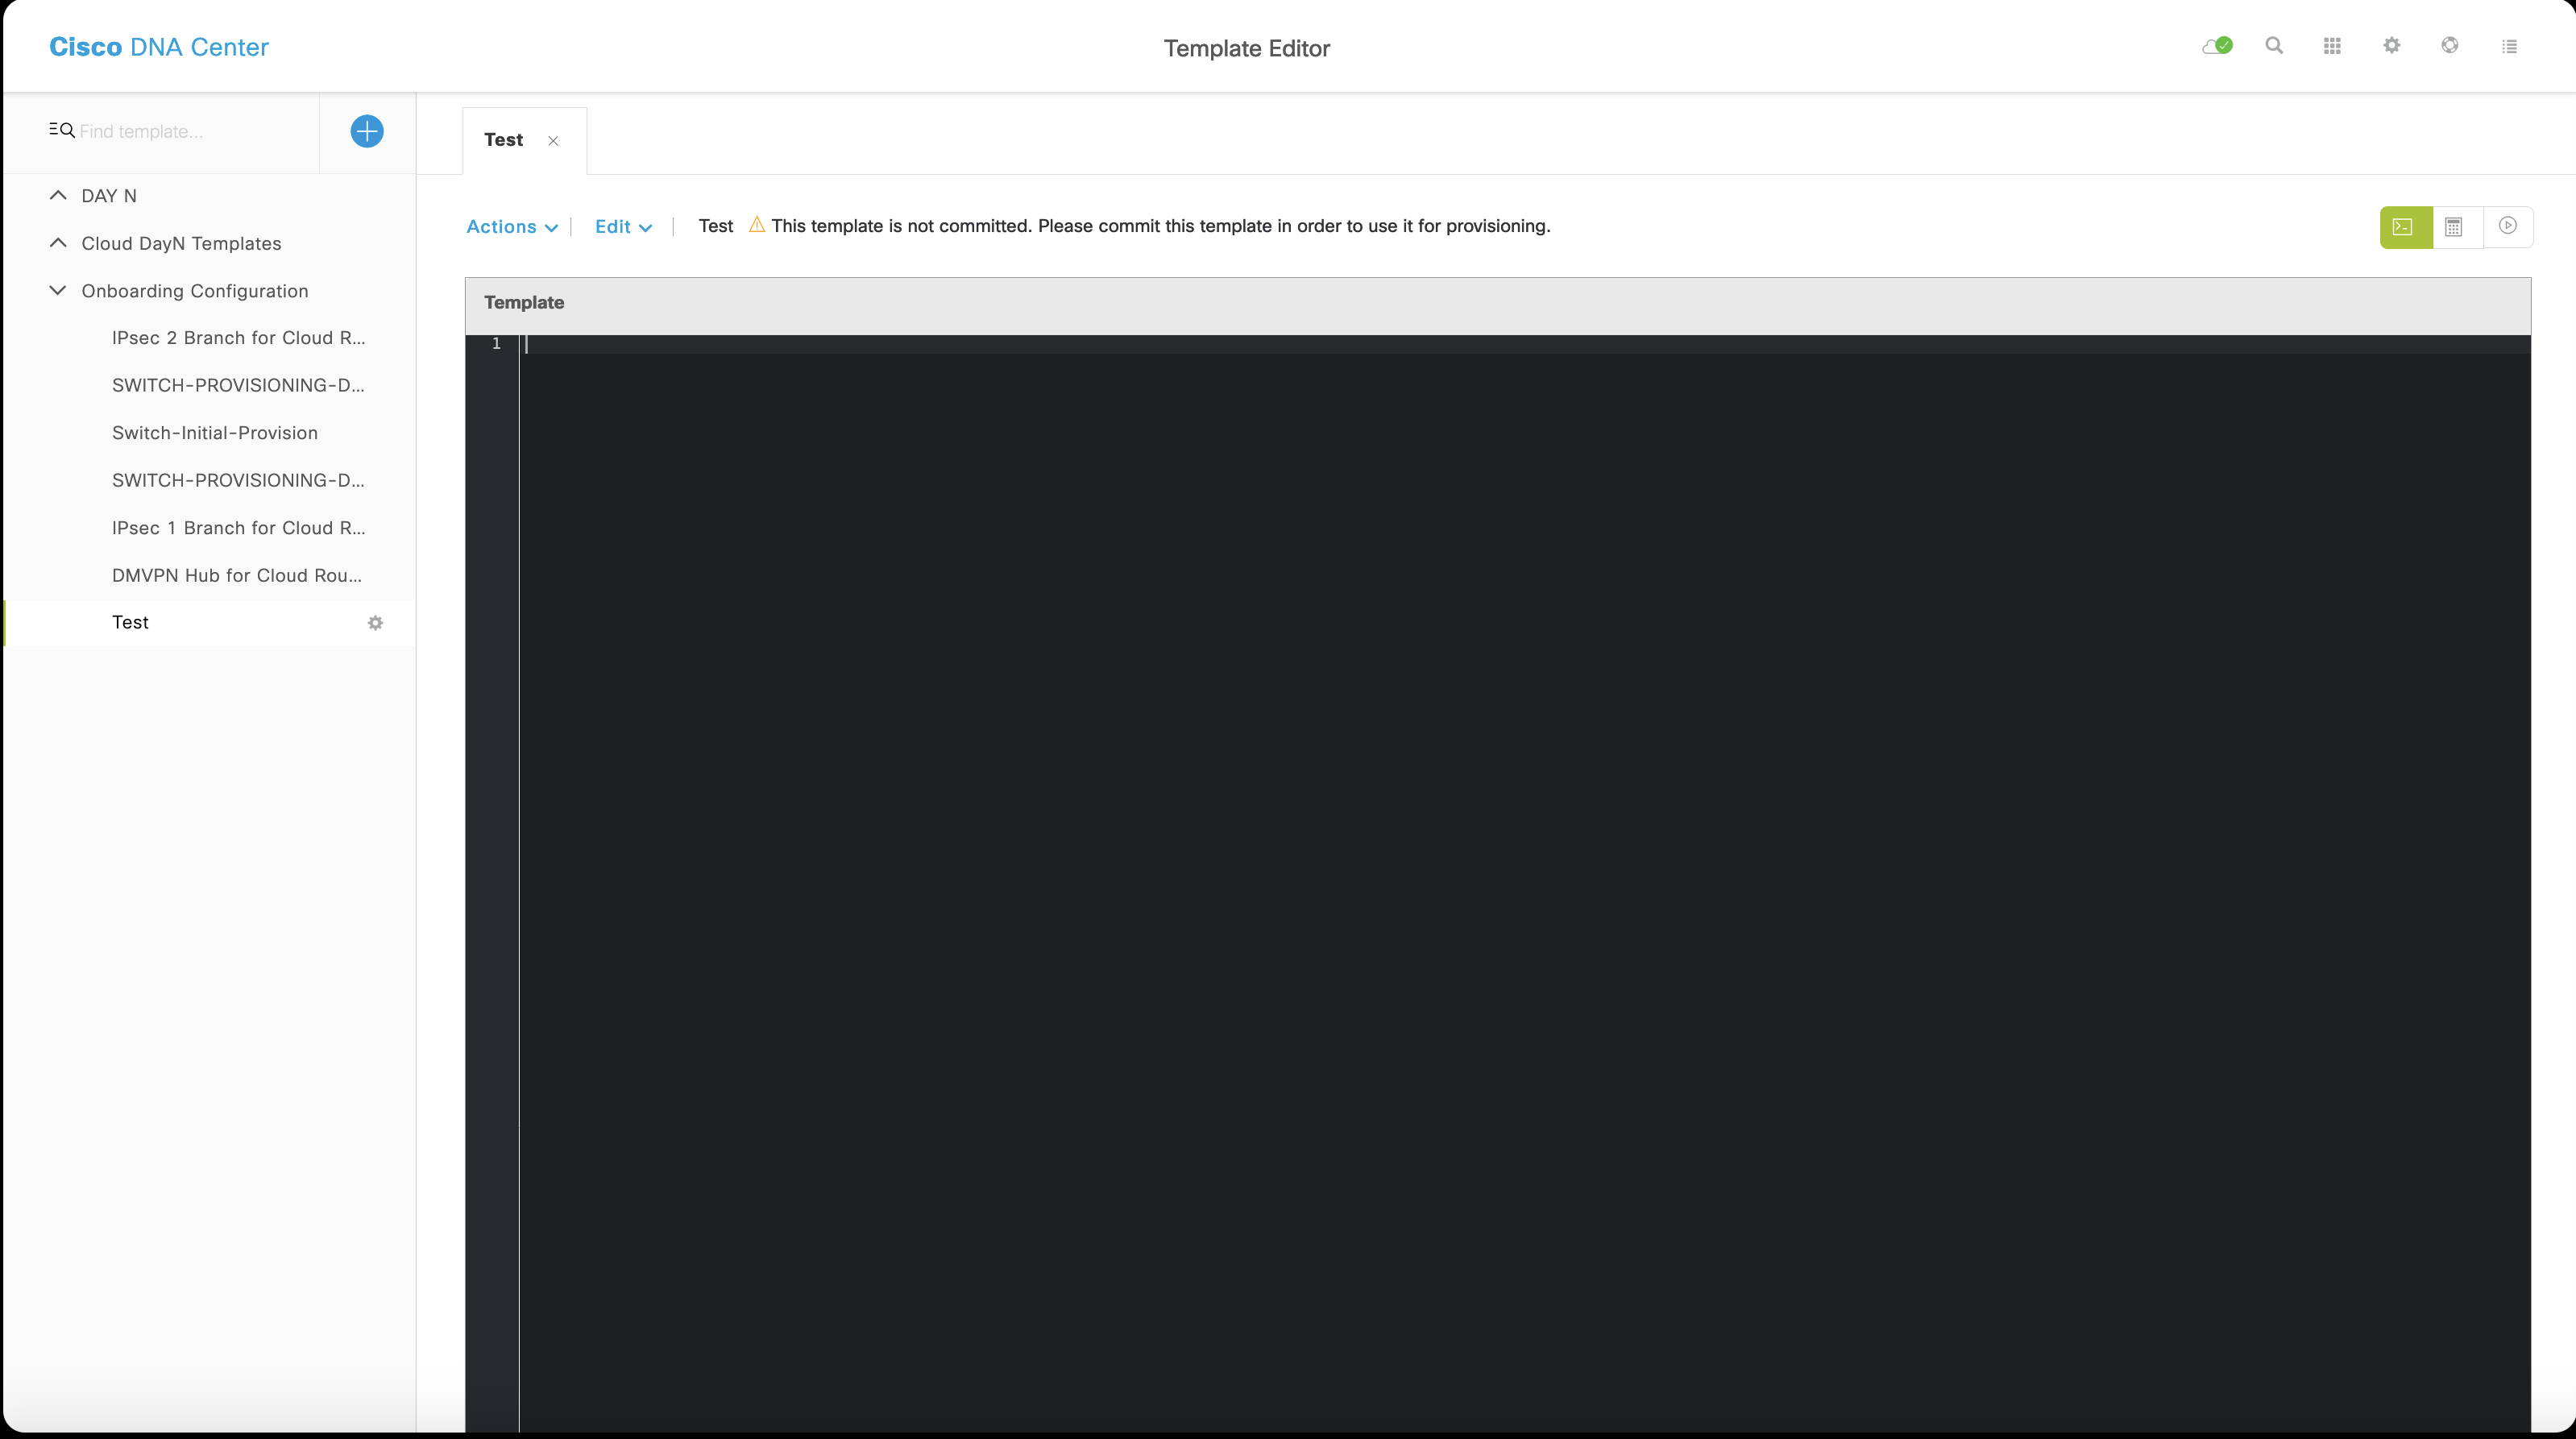 Cisco DNA Center
Template Editor
Find template...
DAY N
Cloud DayN Templates
Onboarding Configuration
IPsec 2 Branch for Cloud R...
SWITCH-PROVISIONING-D...
Switch-Initial-Provision
SWITCH-PROVISIONING-D...
IPsec 1 Branch for Cloud R...
DMVPN Hub for Cloud Rou...
Test
Test
Actions | Edit | Test This template is not committed. Please commit this template in order to use it for provisioning.
Template
1